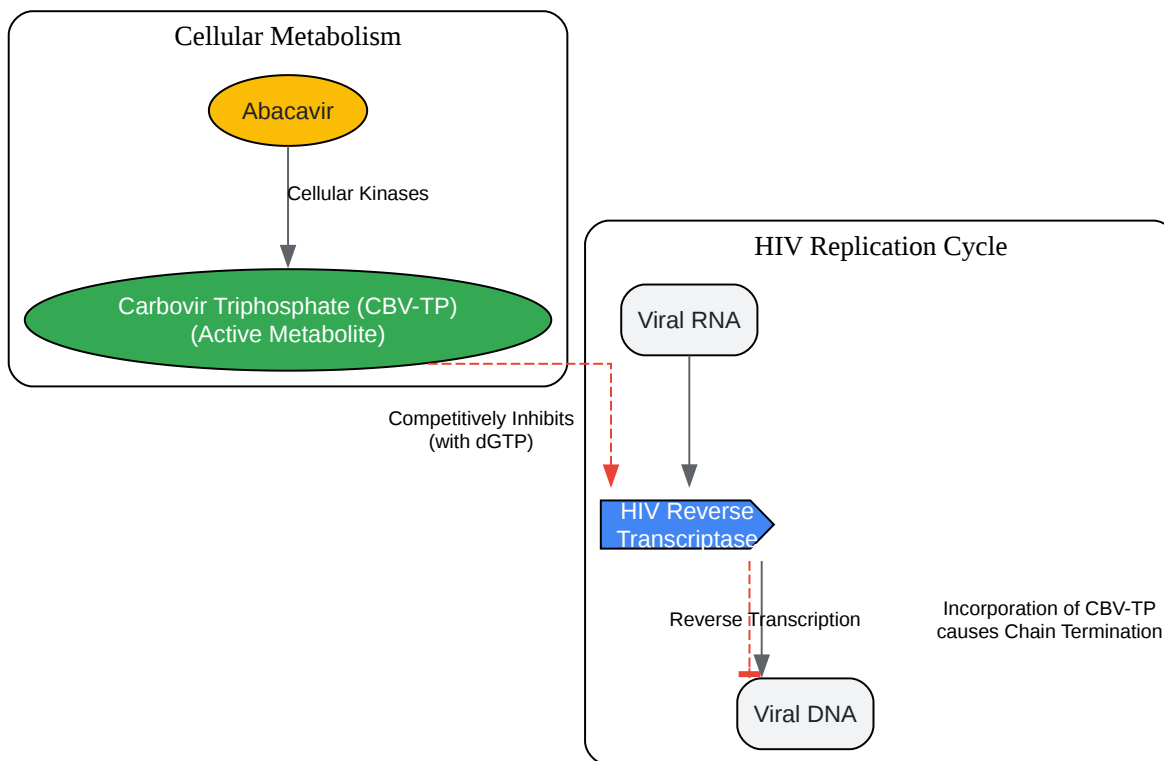 Cellular Metabolism
Abacavir
Cellular Kinases
Carbovir Triphosphate (CBV-TP)
(Active Metabolite)
Competitively Inhibits
(with dGTP)
HIV Replication Cycle
Viral RNA
HIV Reverse
Transcriptase
Reverse Transcription
Incorporation of CBV-TP
causes Chain Termination
Viral DNA